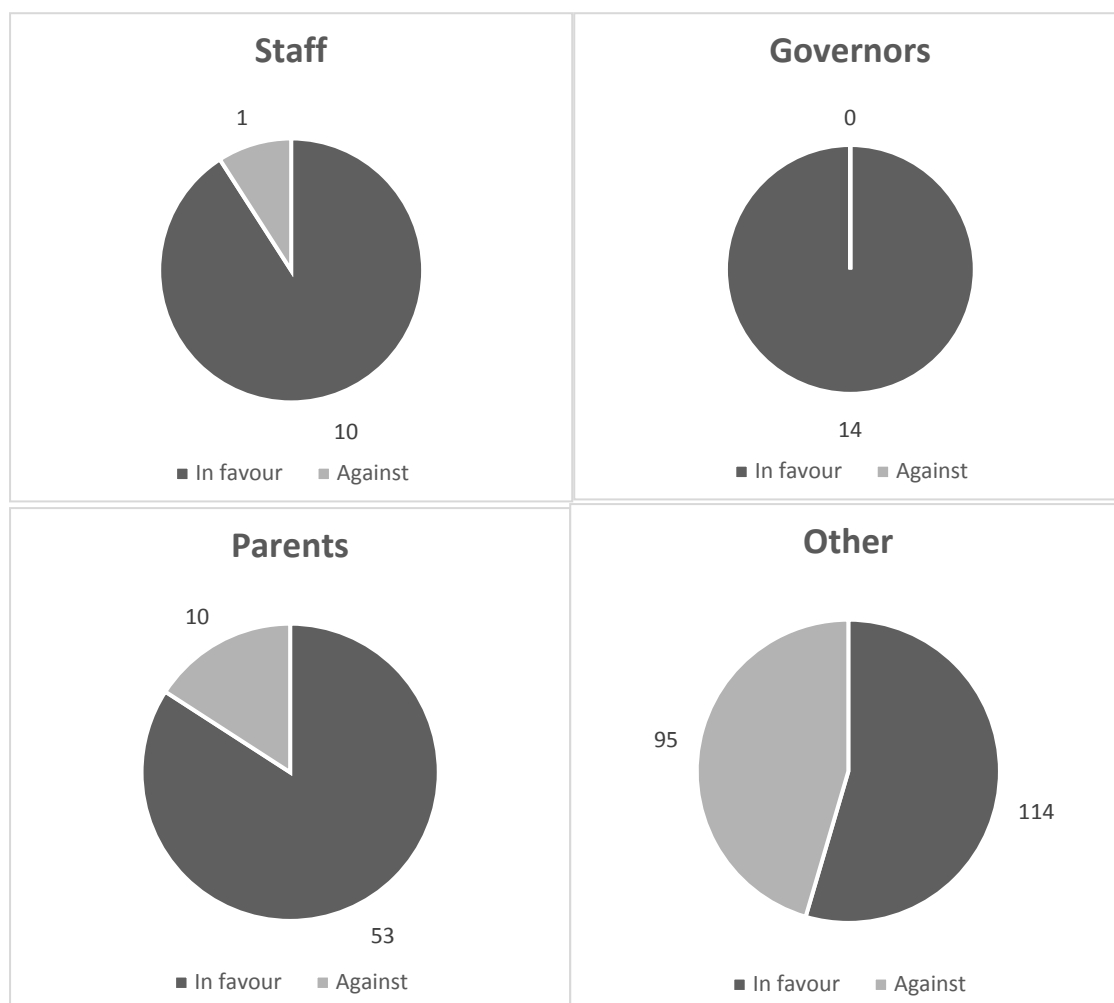 Staff
1
10
In favour Against
Governors
0
14
In favour Against
Parents
10
53
In favour Against
Other
95
114
In favour Against